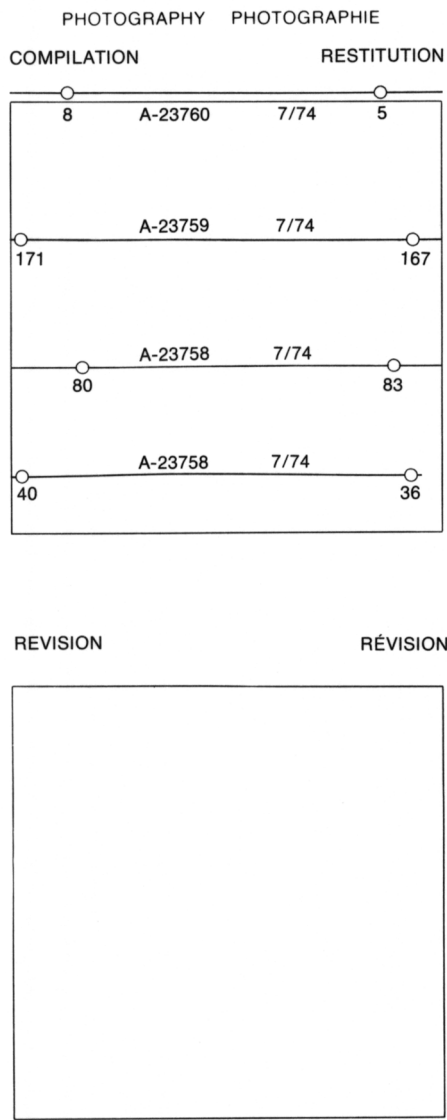 PHOTOGRAPHY PHOTOGRAPHIE
COMPILATION RESTITUTION
8 A-23760 7/74 5
A-23759 7/74
171 167
A-23758 7/74
80 83
A-23758 7/74
40 36
REVISION RÉVISION